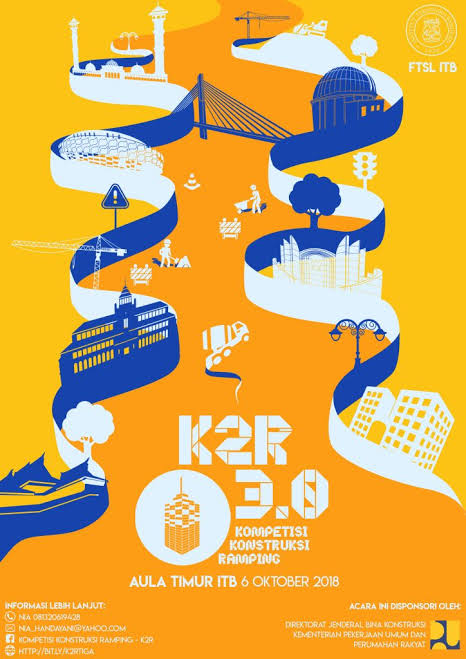 FTSL ITB
K2R
3.0
KOMPETISI
KONSTRUKSI
RAMPING
AULA TIMUR ITB 6 OKTOBER 2018
INFORMASI LEBIH LANJUT:
NIA 081320619428
NIA_HANDAYANI@YAHOO.COM
KOMPETISI KONSTRUKSI RAMPING - K2R
HTTP://BIT.LY/K2RTIGA
ACARA INI DISPONSORI OLEH:
DIREKTORAT JENDERAL BINA KONSTRUKSI
KEMENTERIAN PEKERJAAN UMUM DAN
PERUMAHAN RAKYAT